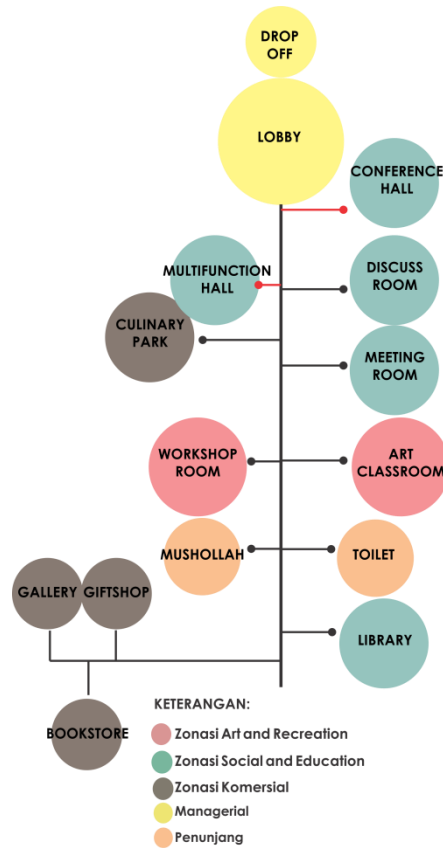 DROP
OFF
LOBBY
CONFERENCE
HALL
MULTIFUNCTION
HALL
DISCUSS
ROOM
CULINARY
PARK
MEETING
ROOM
WORKSHOP
ROOM
ART
CLASSROOM
MUSHOLLAH
TOILET
GALLERY
GIFTSHOP
LIBRARY
BOOKSTORE
KETERANGAN:
Zonasi Art and Recreation
Zonasi Social and Education
Zonasi Komersial
Managerial
Penunjang